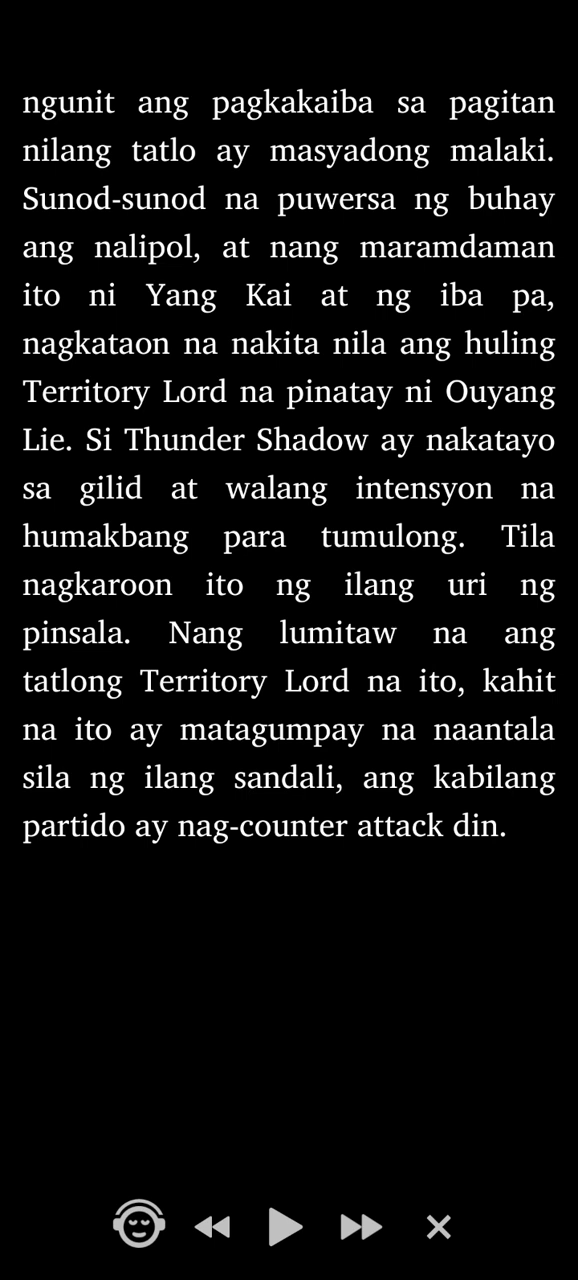 ngunit ang pagkakaiba sa pagitan
nilang tatlo ay masyadong malaki.
Sunod-sunod na puwersa ng buhay
ang nalipol, at nang maramdaman
ito ni Yang Kai at ng iba pa,
nagkataon na nakita nila ang huling
Territory Lord na pinatay ni Ouyang
Lie. Si Thunder Shadow ay nakatayo
sa gilid at walang intensyon na
humakbang para tumulong. Tila
nagkaroon ito ng ilang uri ng
pinsala. Nang lumitaw na ang
tatlong Territory Lord na ito, kahit
na ito ay matagumpay na naantala
sila ng ilang sandali, ang kabilang
partido ay nag-counter attack din.